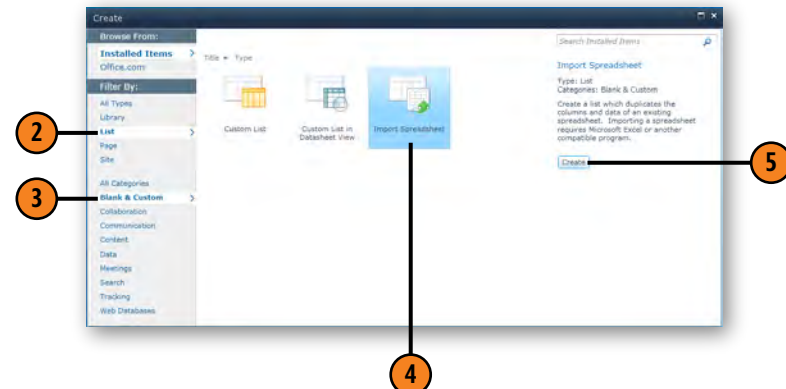 Create
Browse From:
Installed Items
Office.com
Filter By:
All Types
Library
List
Page
Site
All Categories
Blank & Custom
Collaboration
Communication
Content
Data
Meetings
Search
Tracking
Web Databases
Title Type
Custom List
Custom List in
Datasheet View
Import Spreadsheet
Search Installed Items
Import Spreadsheet
Type: List
Categories: Blank & Custom
Create a list which duplicates the
columns and data of an existing
spreadsheet. Importing a spreadsheet
requires Microsoft Excel or another
compatible program.
Create
2
3
4
5